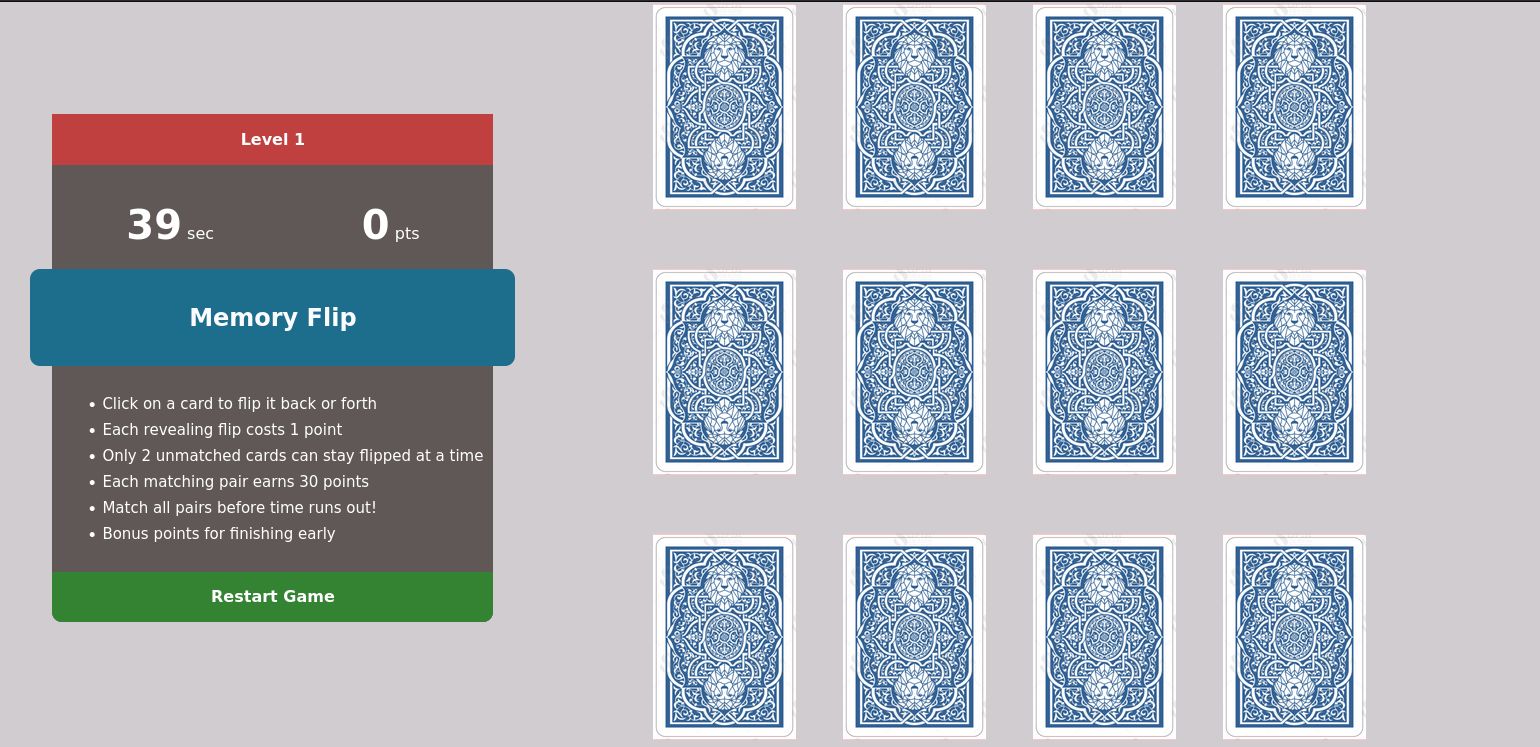 Level 1
39 sec 0 pts
Memory Flip
• Click on a card to flip it back or forth
• Each revealing flip costs 1 point
• Only 2 unmatched cards can stay flipped at a time
• Each matching pair earns 30 points
• Match all pairs before time runs out!
• Bonus points for finishing early
Restart Game